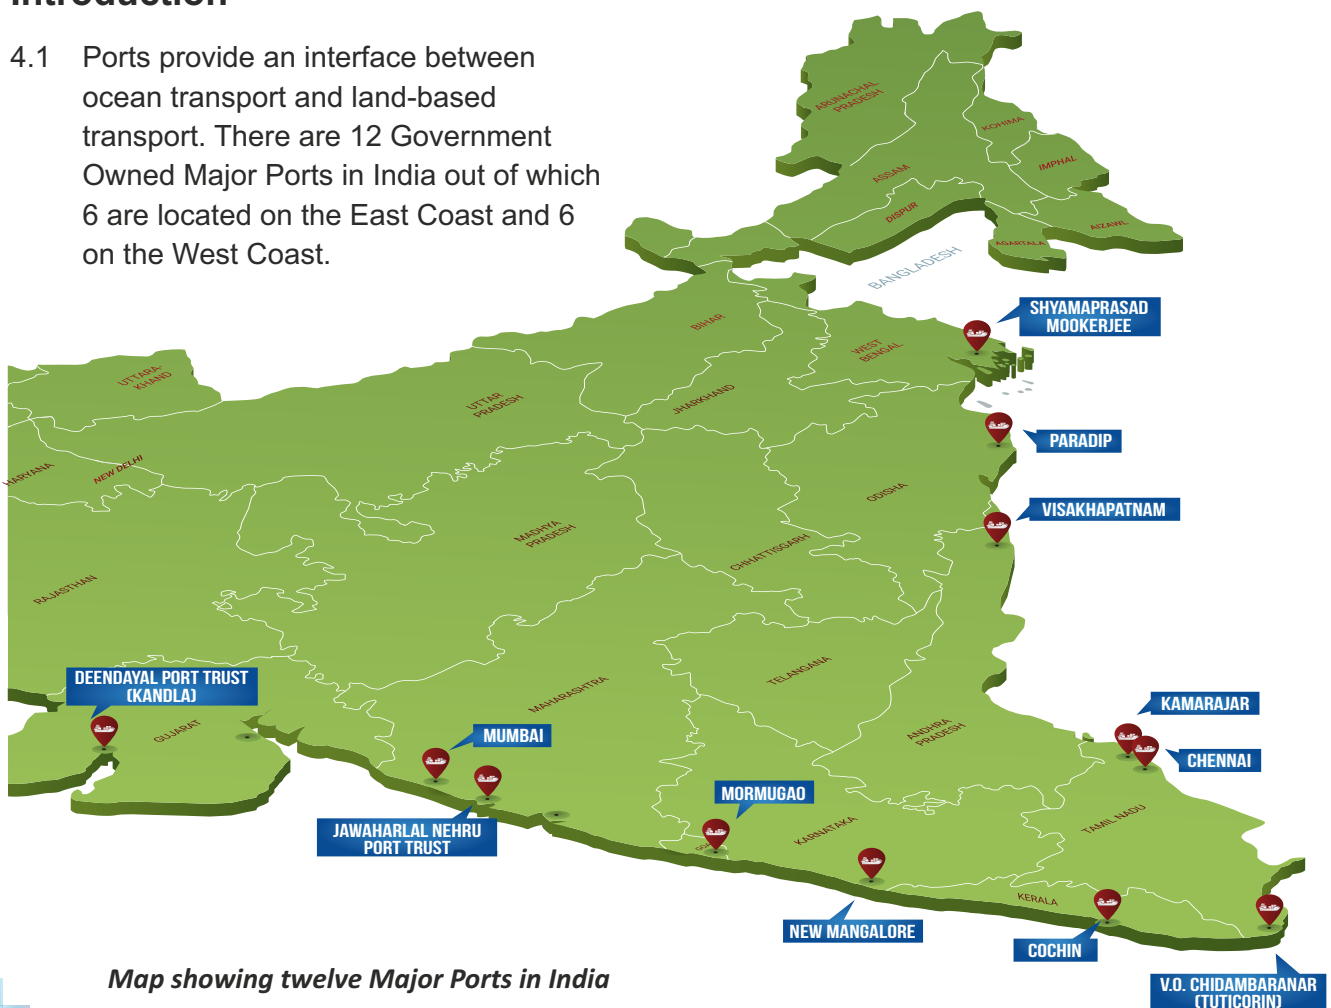 Introduction
4.1 Ports provide an interface between
ocean transport and land-based
transport. There are 12 Government
Owned Major Ports in India out of which
6 are located on the East Coast and 6
on the West Coast.
ARUNACHAL
PRADESH
KOHIMA
IMPHAL
ASSAM
DISPUR
AIZAWL
AGARTALA
BANGLADESH
SHYAMAPRASAD
MOOKERJEE
BIHAR
WEST
BENGAL
UTTARA-
KHAND
UTTAR
PRADESH
JHARKHAND
PARADIP
HARYANA
NEW DELHI
ODISHA
VISAKHAPATNAM
MADHYA
PRADESH
CHHATTISGARH
RAJASTHAN
TELANGANA
DEENDAYAL PORT TRUST
(KANDLA)
MAHARASHTRA
KAMARAJAR
GUJARAT
MUMBAI
ANDHRA
PRADESH
CHENNAI
MORMUGAO
JAWAHARLAL NEHRU
PORT TRUST
KARNATAKA
TAMIL NADU
KERALA
NEW MANGALORE
COCHIN
V.O. CHIDAMBARANAR
(TUTICORIN)
Map showing twelve Major Ports in India